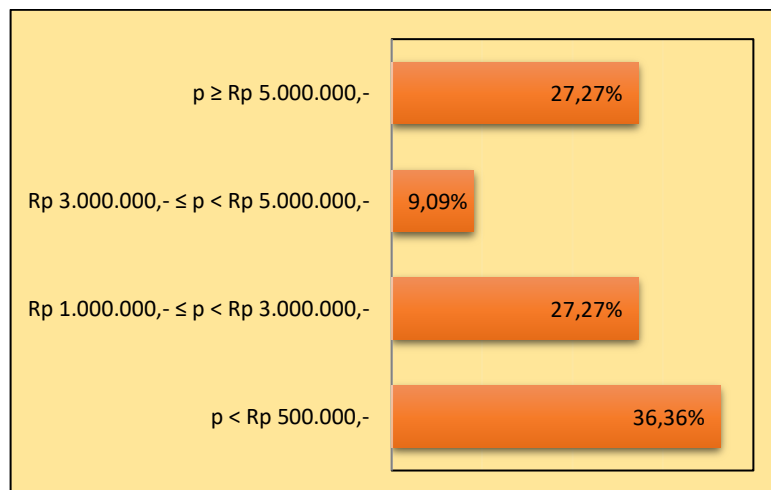 p ≥ Rp 5.000.000,- 27,27%
Rp 3.000.000,- ≤ p < Rp 5.000.000,- 9,09%
Rp 1.000.000,- ≤ p < Rp 3.000.000,- 27,27%
p < Rp 500.000,- 36,36%